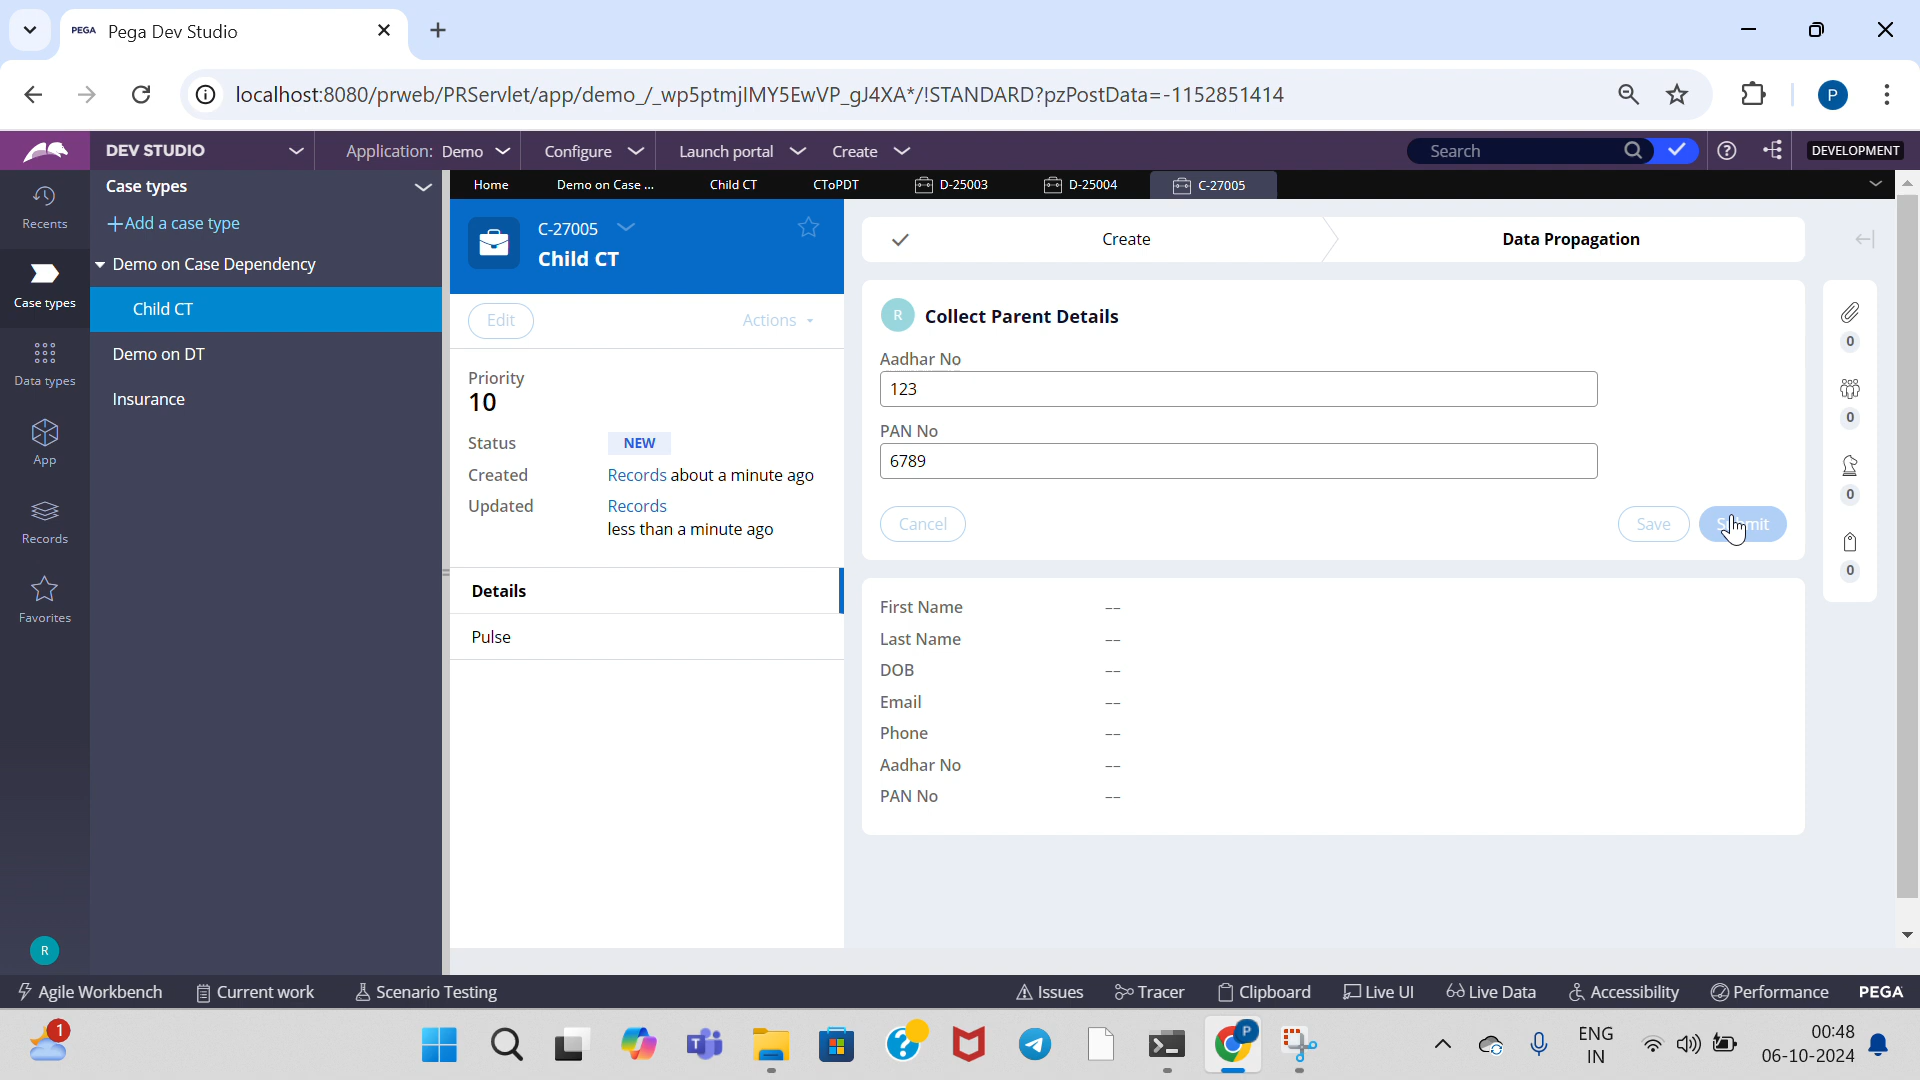 PEGA Pega Dev Studio
localhost:8080/prweb/PRServlet/app/demo_/_wp5ptmjIMY5EwVP_gJ4XA*/!STANDARD?pzPostData=-1152851414
P
DEV STUDIO Application: Demo Configure Launch portal Create Search DEVELOPMENT
Recents
Case types
Data types
App
Records
Favorites
R
Case types
Add a case type
Demo on Case Dependency
Child CT
Demo on DT
Insurance
Home Demo on Case ... Child CT CToPDT D-25003 D-25004 C-27005
C-27005
Child CT
Edit Actions
Priority
10
Status NEW
Created Records about a minute ago
Updated Records
less than a minute ago
Details
Pulse
Create Data Propagation
R Collect Parent Details
Aadhar No
123
PAN No
6789
Cancel Save
First Name --
Last Name --
DOB --
Email --
Phone --
Aadhar No --
PAN No --
0
0
0
0
Agile Workbench Current work Scenario Testing Issues Tracer Clipboard Live UI Live Data Accessibility Performance PEGA
1
P
ENG
IN
00:48
06-10-2024